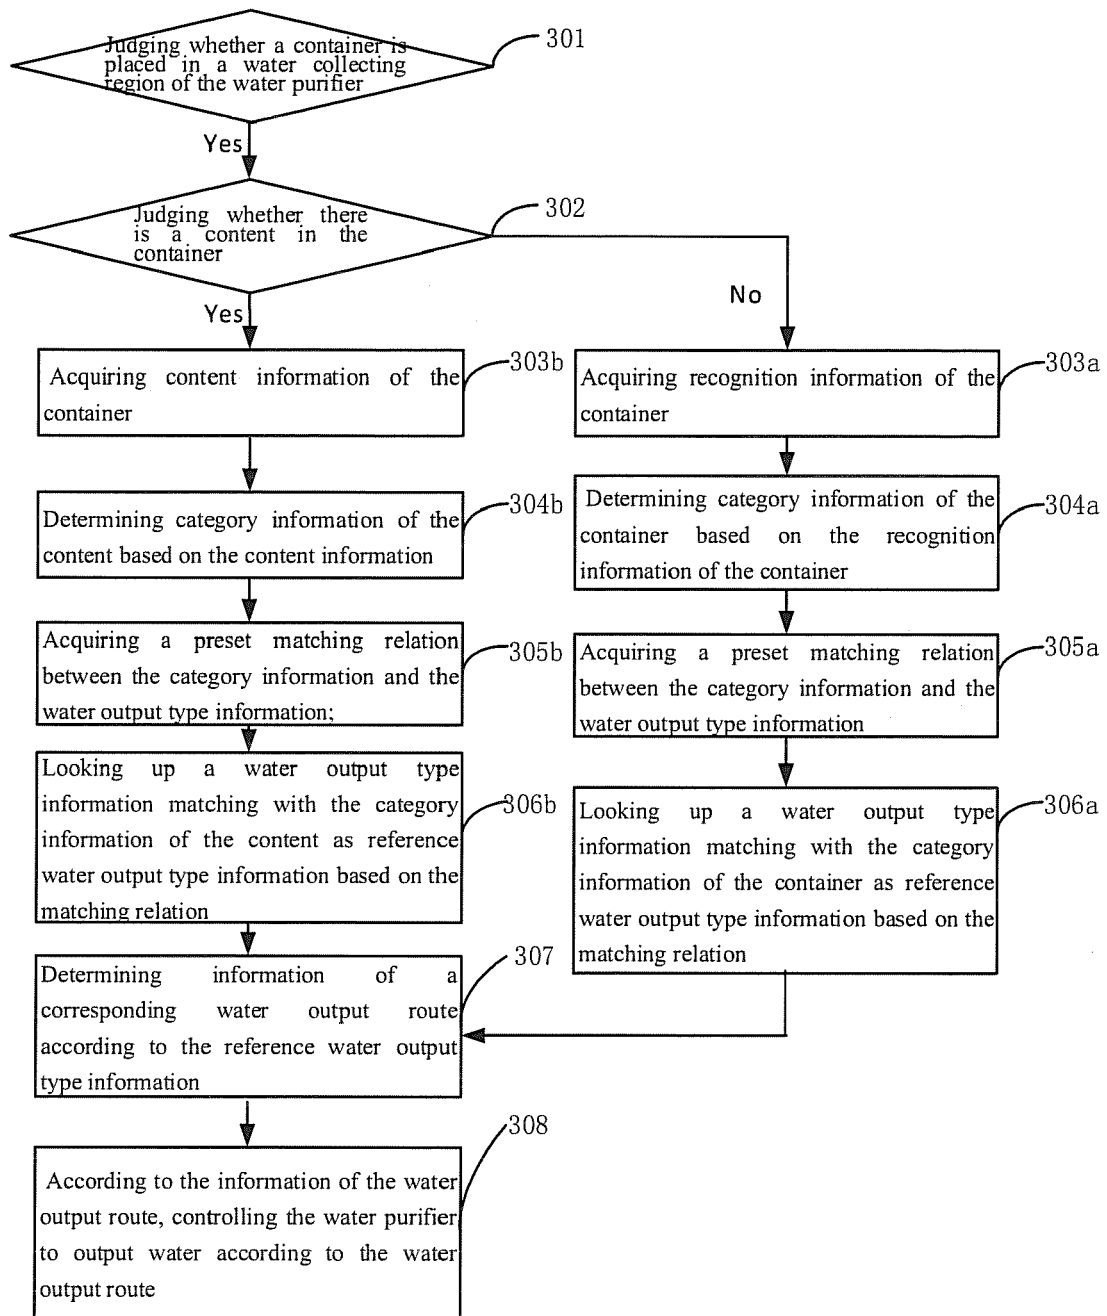 Judging whether a container is
placed in a water collecting
region of the water purifier
301
Yes
Judging whether there
is a content in the
container
302
Yes
No
Acquiring content information of the
container
303b
Acquiring recognition information of the
container
303a
Determining category information of the
content based on the content information
304b
Determining category information of the
container based on the recognition
information of the container
304a
Acquiring a preset matching relation
between the category information and the
water output type information;
305b
Acquiring a preset matching relation
between the category information and the
water output type information
305a
Looking up a water output type
information matching with the category
information of the content as reference
water output type information based on the
matching relation
306b
Looking up a water output type
information matching with the category
information of the container as reference
water output type information based on the
matching relation
306a
Determining information of a
corresponding water output route
according to the reference water output
type information
307
According to the information of the water
output route, controlling the water purifier
to output water according to the water
output route
308